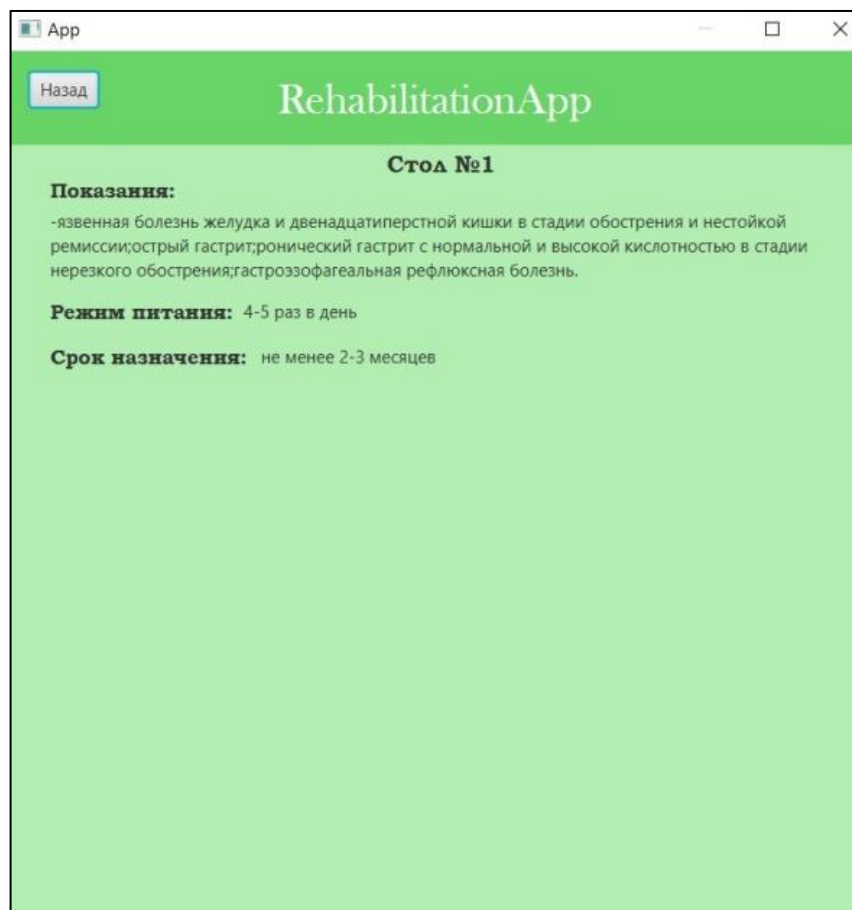 App
Назад
RehabilitationApp
Стол №1
Показания:
-язвенная болезнь желудка и двенадцатиперстной кишки в стадии обострения и нестойкой
ремиссии;острый гастрит;ронический гастрит с нормальной и высокой кислотностью в стадии
нерезкого обострения;гастроэзофагеальная рефлюксная болезнь.
Режим питания: 4-5 раз в день
Срок назначения: не менее 2-3 месяцев